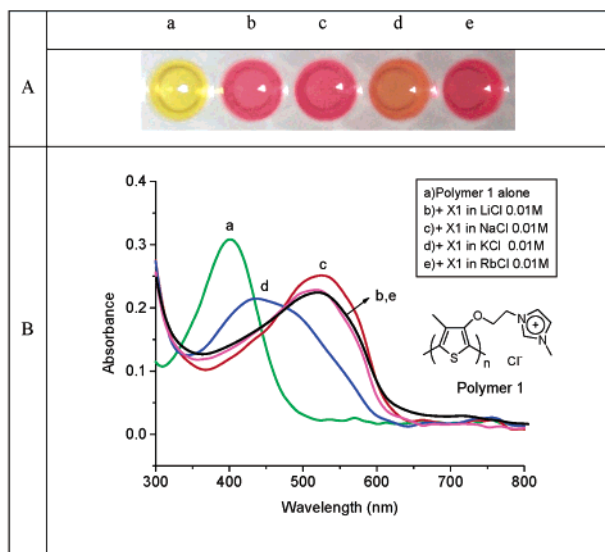 a b c d e
A
B
0.4
0.3
0.2
0.1
0.0
Absorbance
300 400 500 600 700 800
Wavelength (nm)
a
d
c
b,e
a)Polymer 1 alone
b)+ X1 in LiCl 0.01M
c)+ X1 in NaCl 0.01M
d)+ X1 in KCl 0.01M
e)+ X1 in RbCl 0.01M
O
N
+
N
S
n
Cl⁻
Polymer 1